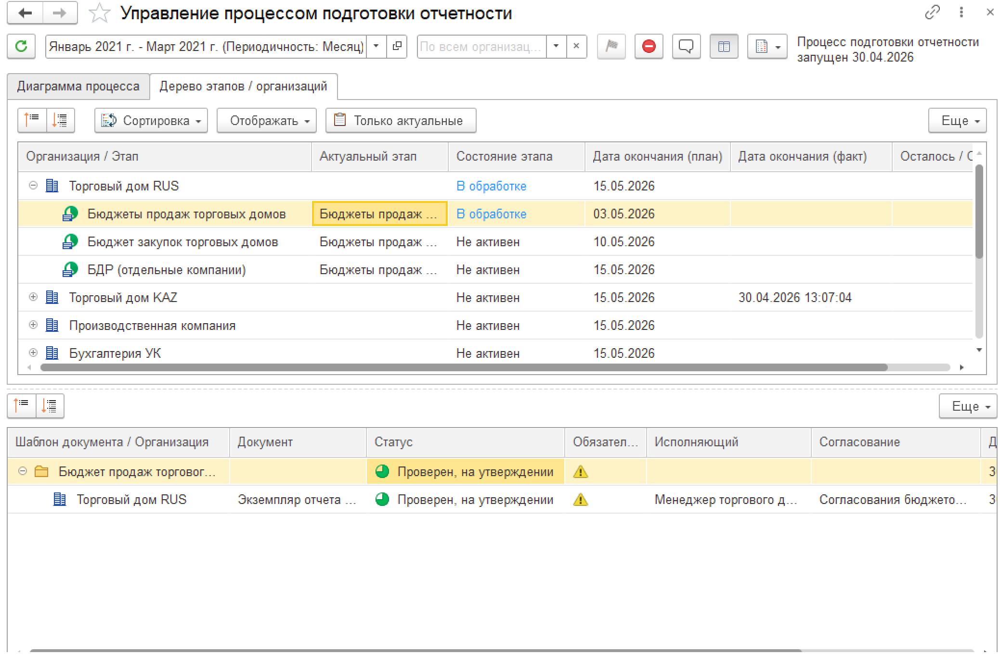 Управление процессом подготовки отчетности
Январь 2021 г. - Март 2021 г. (Периодичность: Месяц)
По всем организац...
Процесс подготовки отчетности
запущен 30.04.2026
Диаграмма процесса
Дерево этапов / организаций
Сортировка
Отображать
Только актуальные
Еще
Организация / Этап Актуальный этап Состояние этапа Дата окончания (план) Дата окончания (факт) Осталось /
Торговый дом RUS В обработке 15.05.2026
Бюджеты продаж торговых домов Бюджеты продаж ... В обработке 03.05.2026
Бюджет закупок торговых домов Бюджеты продаж ... Не активен 10.05.2026
БДР (отдельные компании) Бюджеты продаж ... Не активен 15.05.2026
Торговый дом KAZ Не активен 15.05.2026 30.04.2026 13:07:04
Производственная компания Не активен 15.05.2026
Бухгалтерия УК Не активен 15.05.2026
Еще
Шаблон документа / Организация Документ Статус Обязател... Исполняющий Согласование Д
Бюджет продаж торговог... Проверен, на утверждении 3
Торговый дом RUS Экземпляр отчета ... Проверен, на утверждении Менеджер торгового д... Согласования бюджето... 3